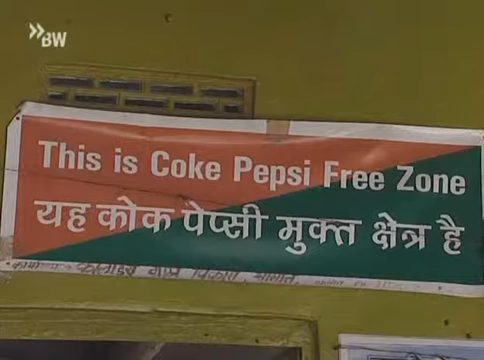 BW
This is Coke Pepsi Free Zone
यह कोक पेप्सी मुक्त क्षेत्र है